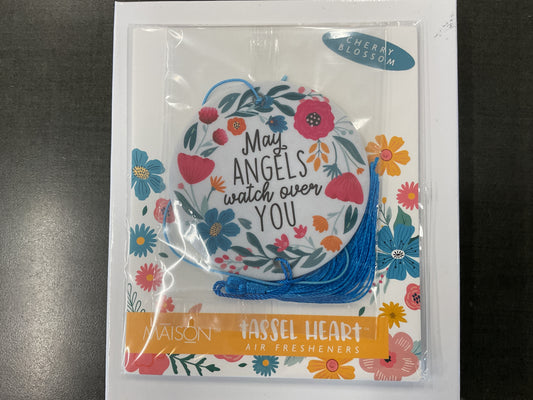 CHERRY
BLOSSOM
May
ANGELS
watch over
YOU
MAISON
TASSEL HEART
AIR FRESHENERS